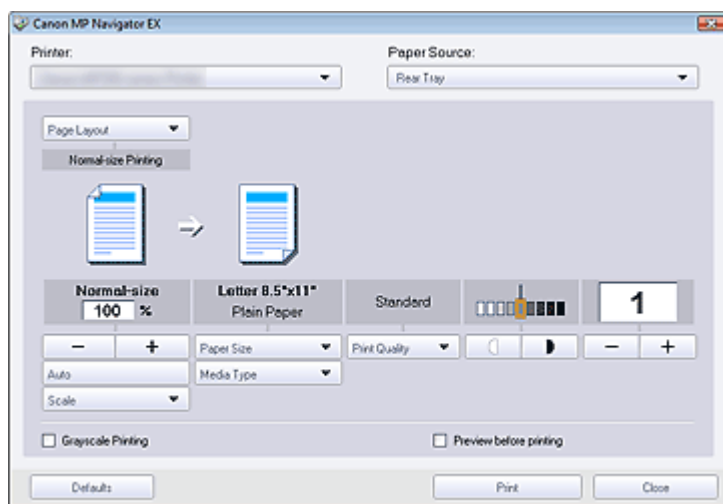 Canon MP Navigator EX
Printer:
Paper Source:
Rear Tray
Page Layout
Normal-size Printing
Normal-size
100 %
Letter 8.5"x11"
Plain Paper
Standard
1
Paper Size
Print Quality
Auto
Media Type
Scale
Grayscale Printing
Preview before printing
Defaults
Print
Close